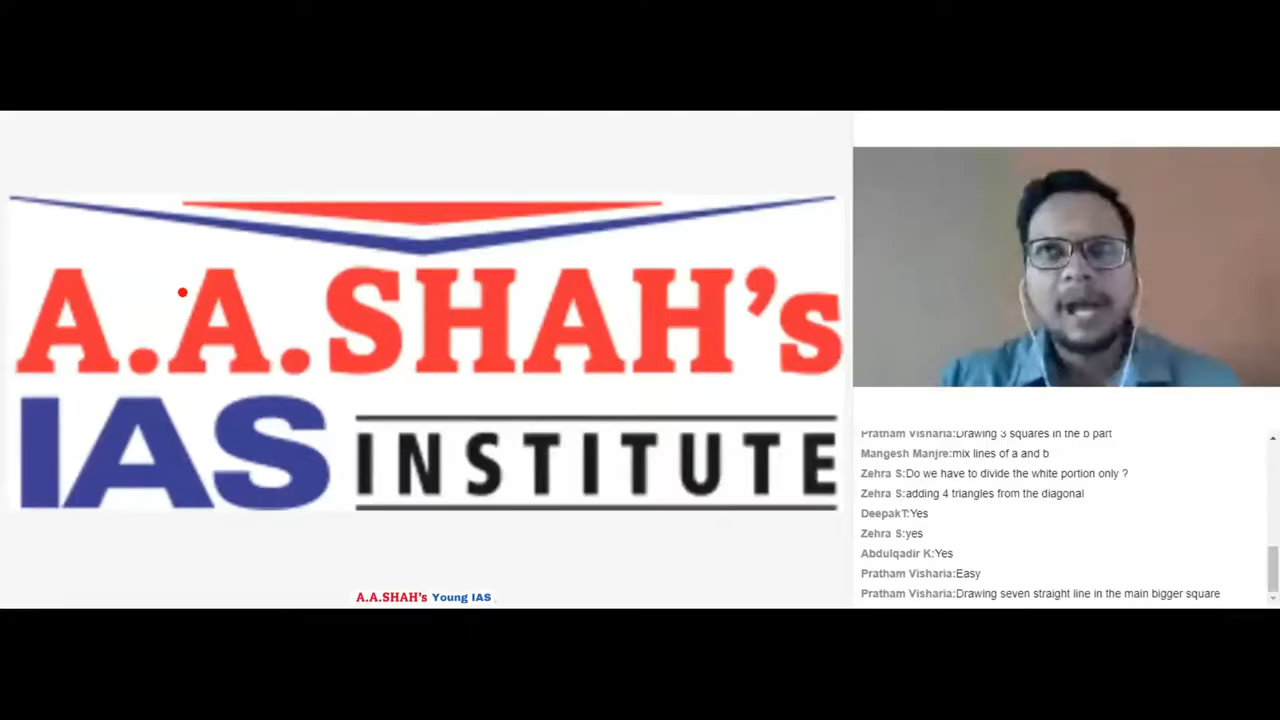 A.A.SHAH's
IAS INSTITUTE
A.A.SHAH's Young IAS
Pratham Visharia:Drawing 3 squares in the b part
Mangesh Manjre:mix lines of a and b
Zehra S:Do we have to divide the white portion only ?
Zehra S:adding 4 triangles from the diagonal
DeepakT:Yes
Zehra S:yes
Abdulqadir K:Yes
Pratham Visharia:Easy
Pratham Visharia:Drawing seven straight line in the main bigger square